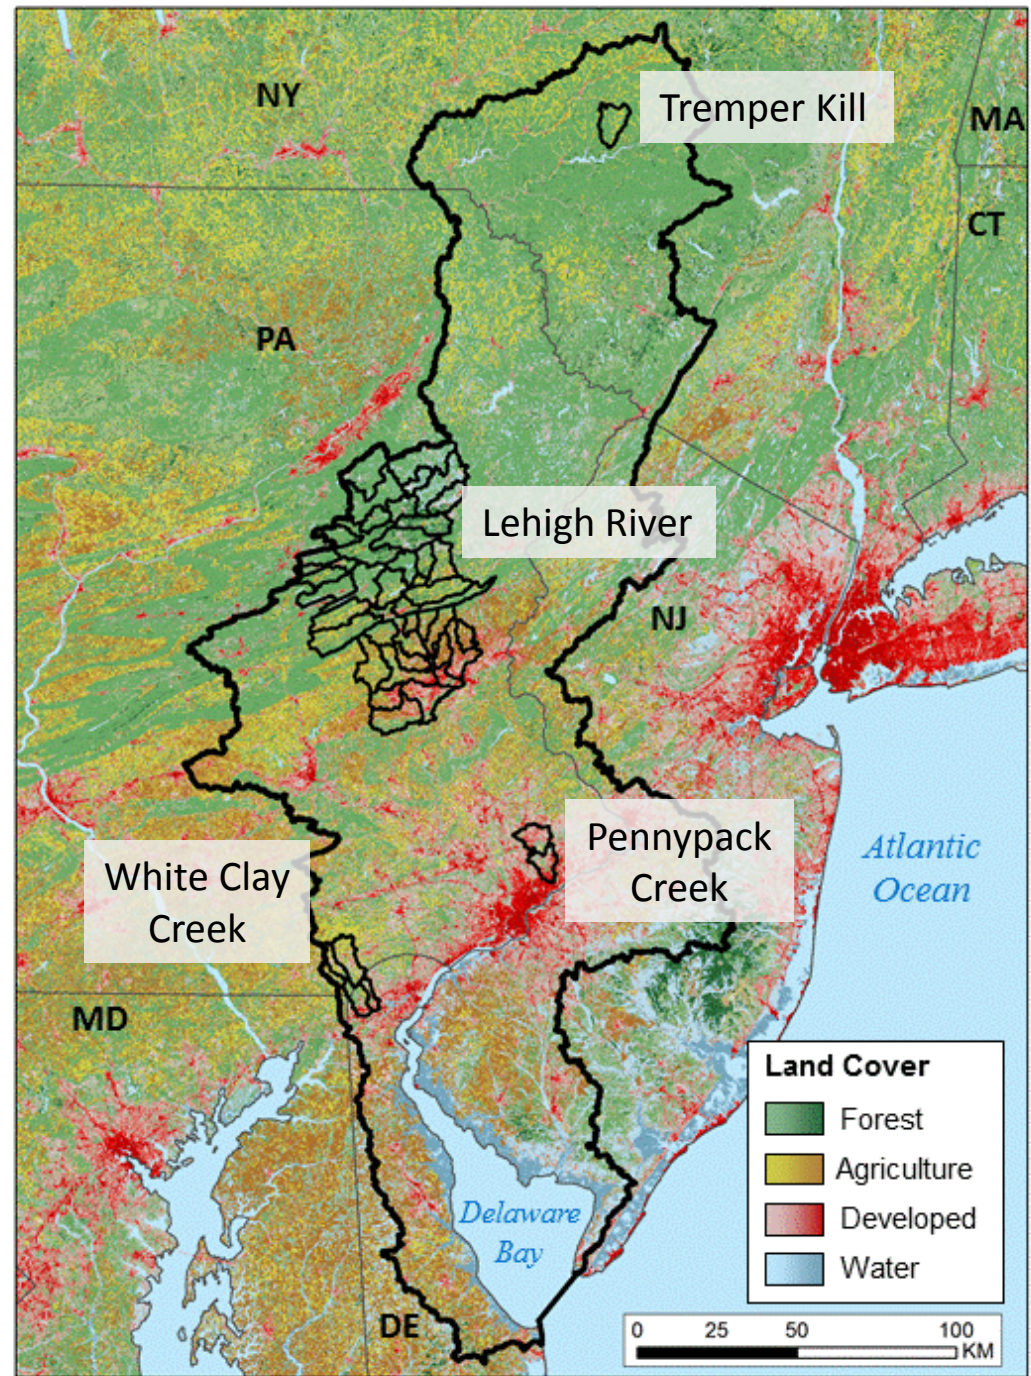 NY
Tremper Kill
MA
CT
PA
Lehigh River
NJ
Pennypack
Creek
White Clay
Creek
Atlantic
Ocean
MD
Land Cover
Forest
Agriculture
Developed
Water
Delaware
Bay
DE
0 25 50 100
KM